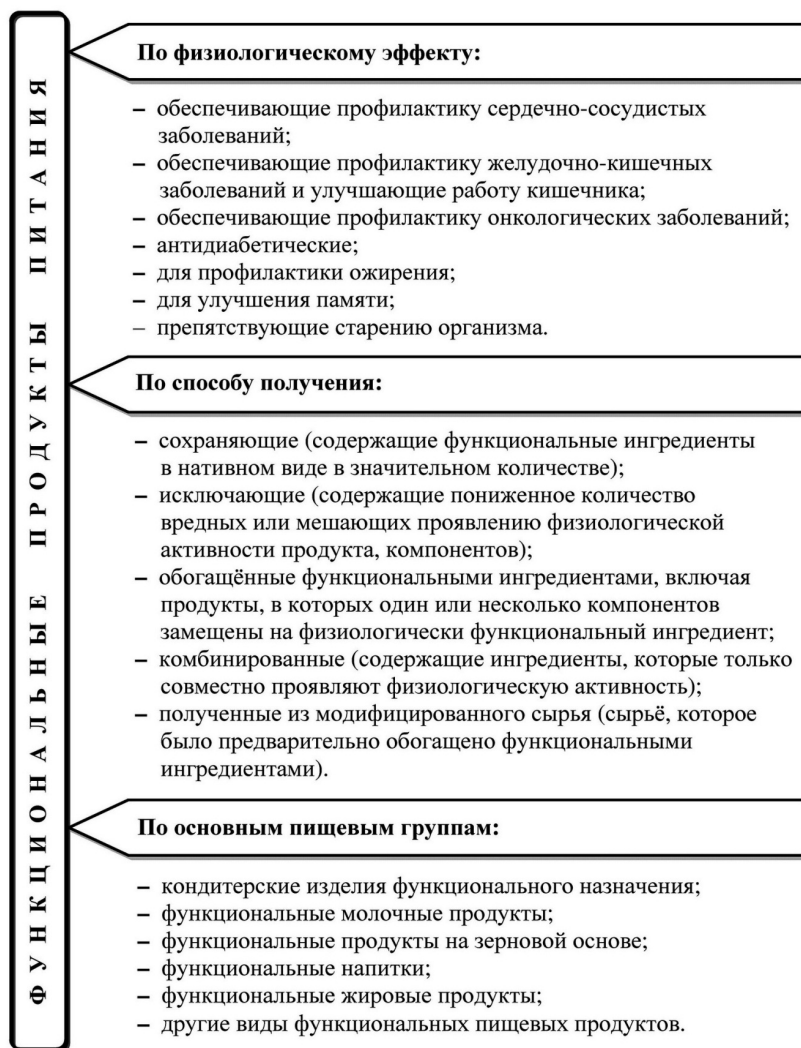 ФУНКЦИОНАЛЬНЫЕ ПРОДУКТЫ ПИТАНИЯ
По физиологическому эффекту:
– обеспечивающие профилактику сердечно-сосудистых
заболеваний;
– обеспечивающие профилактику желудочно-кишечных
заболеваний и улучшающие работу кишечника;
– обеспечивающие профилактику онкологических заболеваний;
– антидиабетические;
– для профилактики ожирения;
– для улучшения памяти;
– препятствующие старению организма.
По способу получения:
– сохраняющие (содержащие функциональные ингредиенты
в нативном виде в значительном количестве);
– исключающие (содержащие пониженное количество
вредных или мешающих проявлению физиологической
активности продукта, компонентов);
– обогащённые функциональными ингредиентами, включая
продукты, в которых один или несколько компонентов
замещены на физиологически функциональный ингредиент;
– комбинированные (содержащие ингредиенты, которые только
совместно проявляют физиологическую активность);
– полученные из модифицированного сырья (сырьё, которое
было предварительно обогащено функциональными
ингредиентами).
По основным пищевым группам:
– кондитерские изделия функционального назначения;
– функциональные молочные продукты;
– функциональные продукты на зерновой основе;
– функциональные напитки;
– функциональные жировые продукты;
– другие виды функциональных пищевых продуктов.